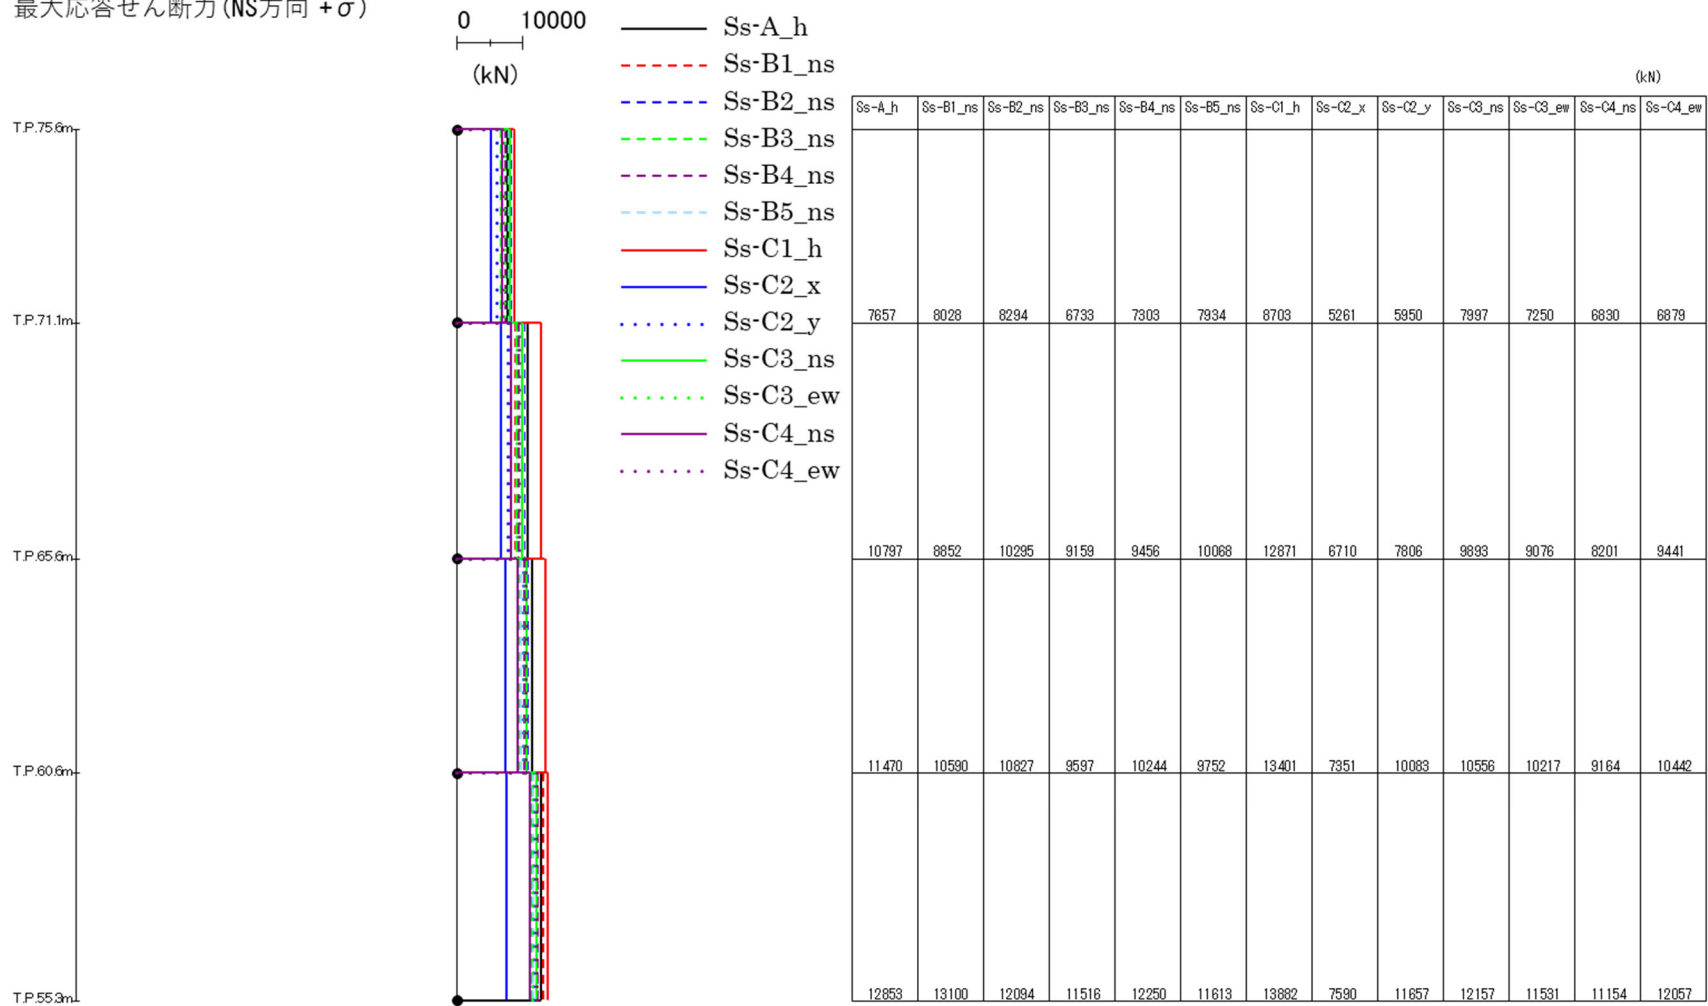 最大応答せん断力(NS方向 +σ)
0 10000
(kN)
Ss-A_h
Ss-B1_ns
Ss-B2_ns
Ss-B3_ns
Ss-B4_ns
Ss-B5_ns
Ss-C1_h
Ss-C2_x
Ss-C2_y
Ss-C3_ns
Ss-C3_ew
Ss-C4_ns
Ss-C4_ew
T.P.75.6m
T.P.71.1m
T.P.65.6m
T.P.60.6m
T.P.55.3m
(kN)
Ss-A_h Ss-B1_ns Ss-B2_ns Ss-B3_ns Ss-B4_ns Ss-B5_ns Ss-C1_h Ss-C2_x Ss-C2_y Ss-C3_ns Ss-C3_ew Ss-C4_ns Ss-C4_ew
7657 8028 8294 6733 7303 7934 8703 5261 5950 7997 7250 6830 6879
10797 8852 10295 9159 9456 10068 12871 6710 7806 9893 9076 8201 9441
11470 10590 10827 9597 10244 9752 13401 7351 10083 10556 10217 9164 10442
12853 13100 12094 11516 12250 11613 13882 7590 11657 12157 11531 11154 12057